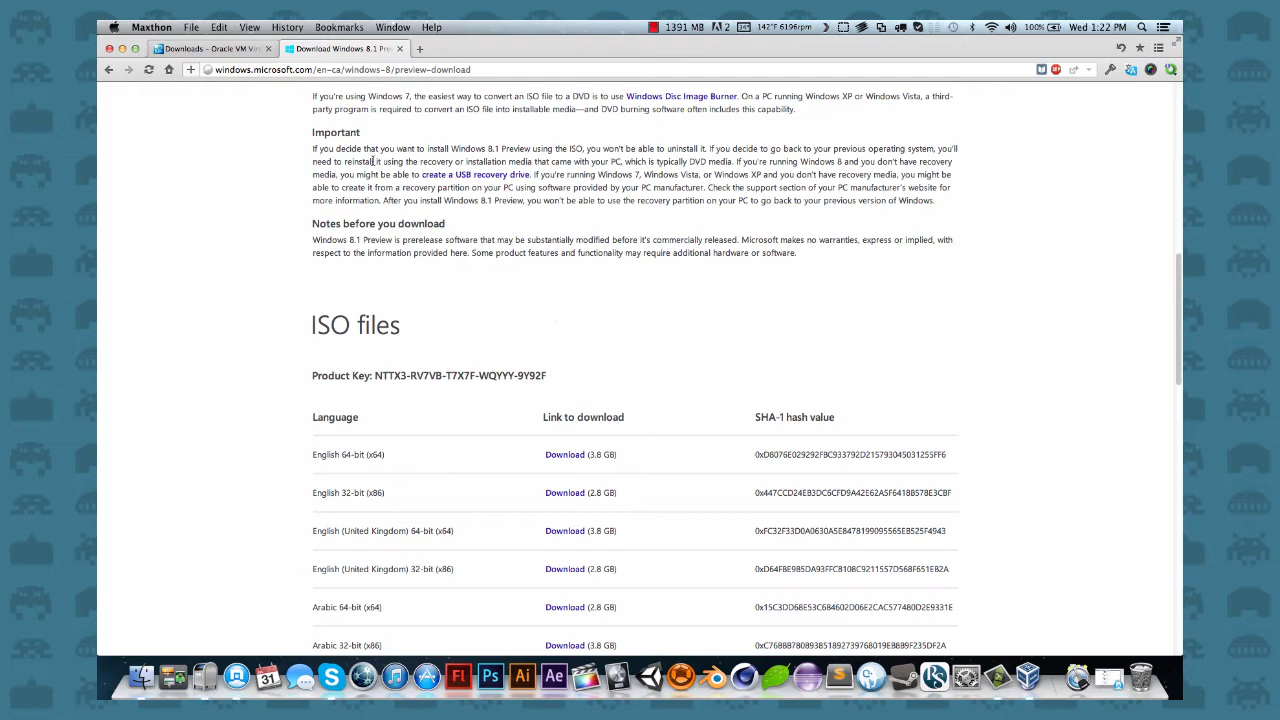 Maxthon File Edit View History Bookmarks Window Help 1391 MB 2 142°F 6196rpm 100% Wed 1:22 PM
Downloads – Oracle VM Vir Download Windows 8.1 Pre
windows.microsoft.com/en-ca/windows-8/preview-download
If you're using Windows 7, the easiest way to convert an ISO file to a DVD is to use Windows Disc Image Burner. On a PC running Windows XP or Windows Vista, a third-
party program is required to convert an ISO file into installable media—and DVD burning software often includes this capability.
Important
If you decide that you want to install Windows 8.1 Preview using the ISO, you won't be able to uninstall it. If you decide to go back to your previous operating system, you'll
need to reinstall it using the recovery or installation media that came with your PC, which is typically DVD media. If you're running Windows 8 and you don't have recovery
media, you might be able to create a USB recovery drive. If you're running Windows 7, Windows Vista, or Windows XP and you don't have recovery media, you might be
able to create it from a recovery partition on your PC using software provided by your PC manufacturer. Check the support section of your PC manufacturer's website for
more information. After you install Windows 8.1 Preview, you won't be able to use the recovery partition on your PC to go back to your previous version of Windows.
Notes before you download
Windows 8.1 Preview is prerelease software that may be substantially modified before it's commercially released. Microsoft makes no warranties, express or implied, with
respect to the information provided here. Some product features and functionality may require additional hardware or software.
ISO files
Product Key: NTTX3-RV7VB-T7X7F-WQYYY-9Y92F
Language Link to download SHA-1 hash value
English 64-bit (x64) Download (3.8 GB) 0xD8076E029292FBC933792D215793045031255FF6
English 32-bit (x86) Download (2.8 GB) 0x447CCD24EB3DC6CFD9A42E62A5F6418B578E3CBF
English (United Kingdom) 64-bit (x64) Download (3.8 GB) 0xFC32F33D0A0630A5E8478199095565EB525F4943
English (United Kingdom) 32-bit (x86) Download (2.8 GB) 0xD64FBE9B5DA93FFC8108C9211557D568F651EB2A
Arabic 64-bit (x64) Download (2.8 GB) 0x15C3DD68E53C6B4602D06E2CAC577480D2E9331E
Arabic 32-bit (x86) Download (3.8 GB) 0xC76BBB780893851892739768019EB8B9F235DF2A
31 Fl Ps Ai Ae